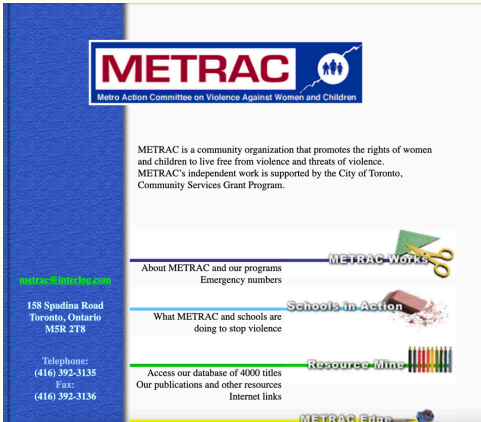 METRAC
Metro Action Committee on Violence Against Women and Children
METRAC is a community organization that promotes the rights of women
and children to live free from violence and threats of violence.
METRAC's independent work is supported by the City of Toronto,
Community Services Grant Program.
METRAC Works
About METRAC and our programs
Emergency numbers
metrac@interlog.com
158 Spadina Road
Toronto, Ontario
M5R 2T8
Schools in Action
What METRAC and schools are
doing to stop violence
Telephone:
(416) 392-3135
Fax:
(416) 392-3136
Resource Mine
Access our database of 4000 titles
Our publications and other resources
Internet links
METRAC Edge